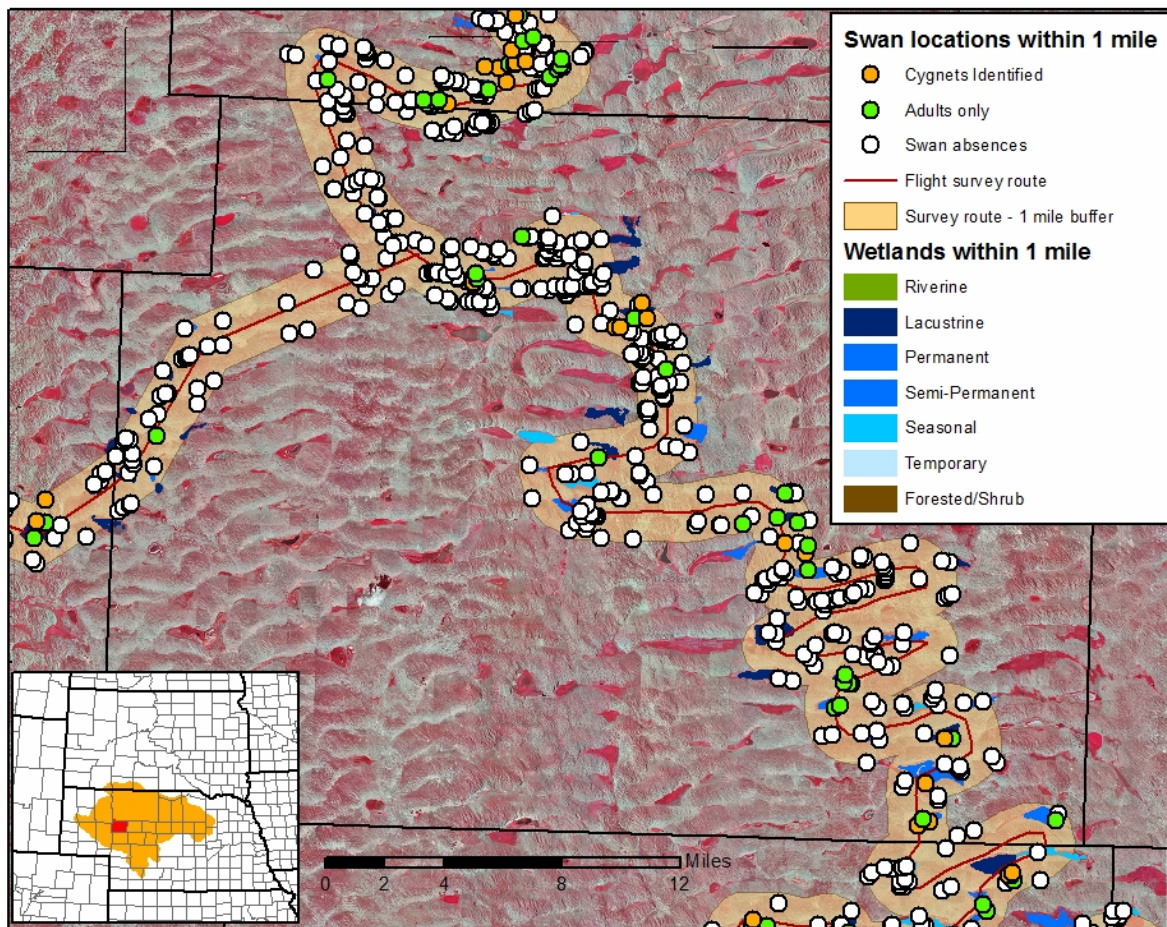 Swan locations within 1 mile
Cygnets Identified
Adults only
Swan absences
Flight survey route
Survey route - 1 mile buffer
Wetlands within 1 mile
Riverine
Lacustrine
Permanent
Semi-Permanent
Seasonal
Temporary
Forested/Shrub
Miles
0 2 4 8 12